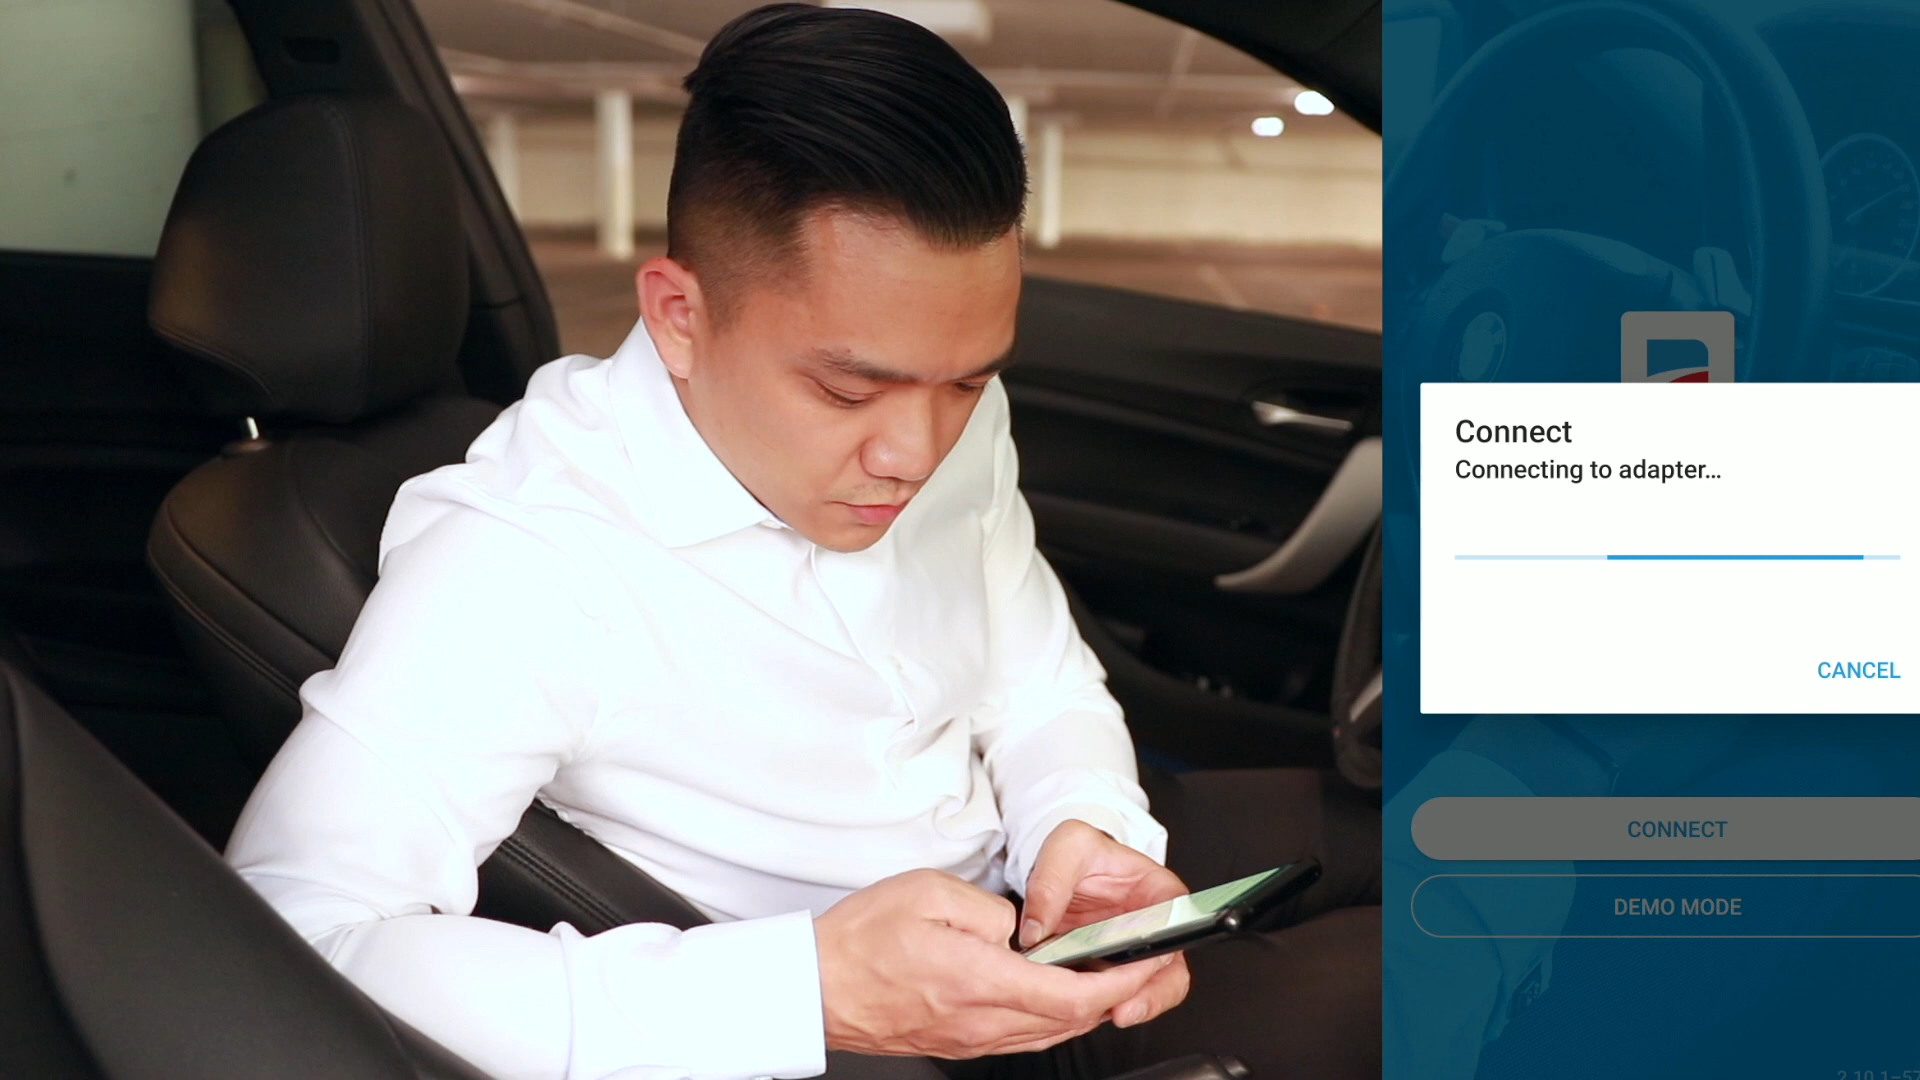 Connect
Connecting to adapter...
CANCEL
CONNECT
DEMO MODE